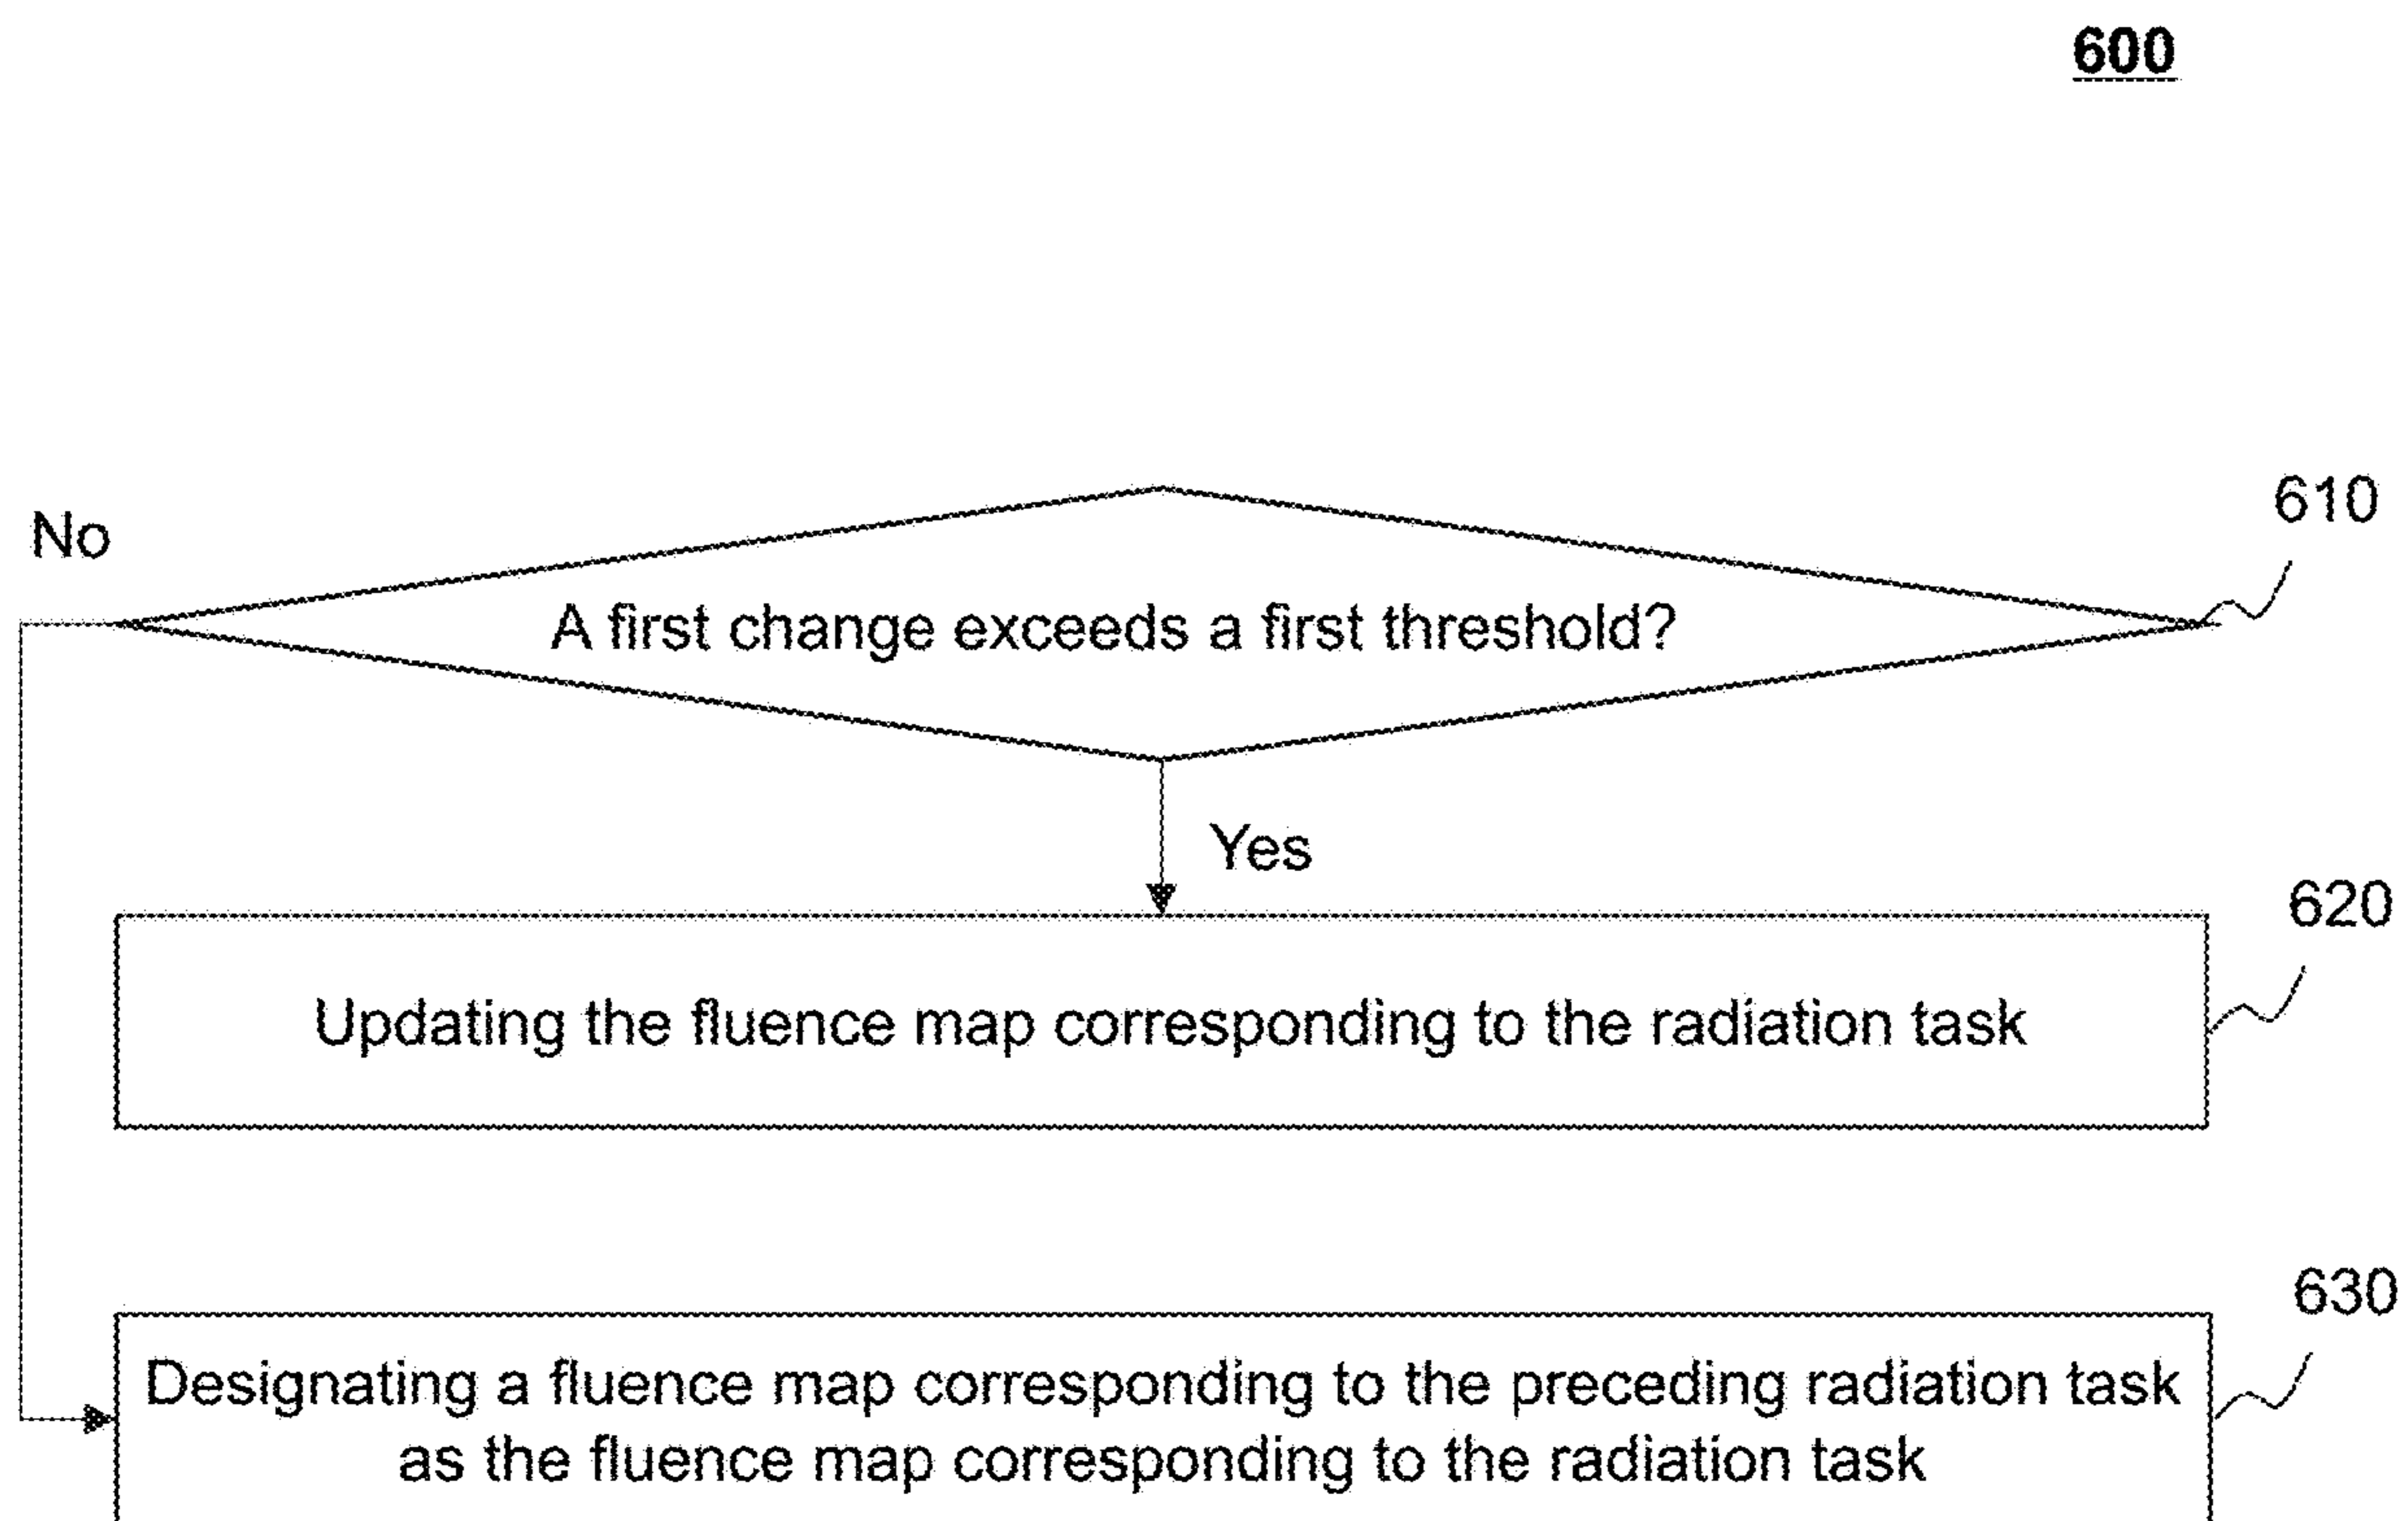 600
610
No
A first change exceeds a first threshold?
Yes
620
Updating the fluence map corresponding to the radiation task
630
Designating a fluence map corresponding to the preceding radiation task
as the fluence map corresponding to the radiation task